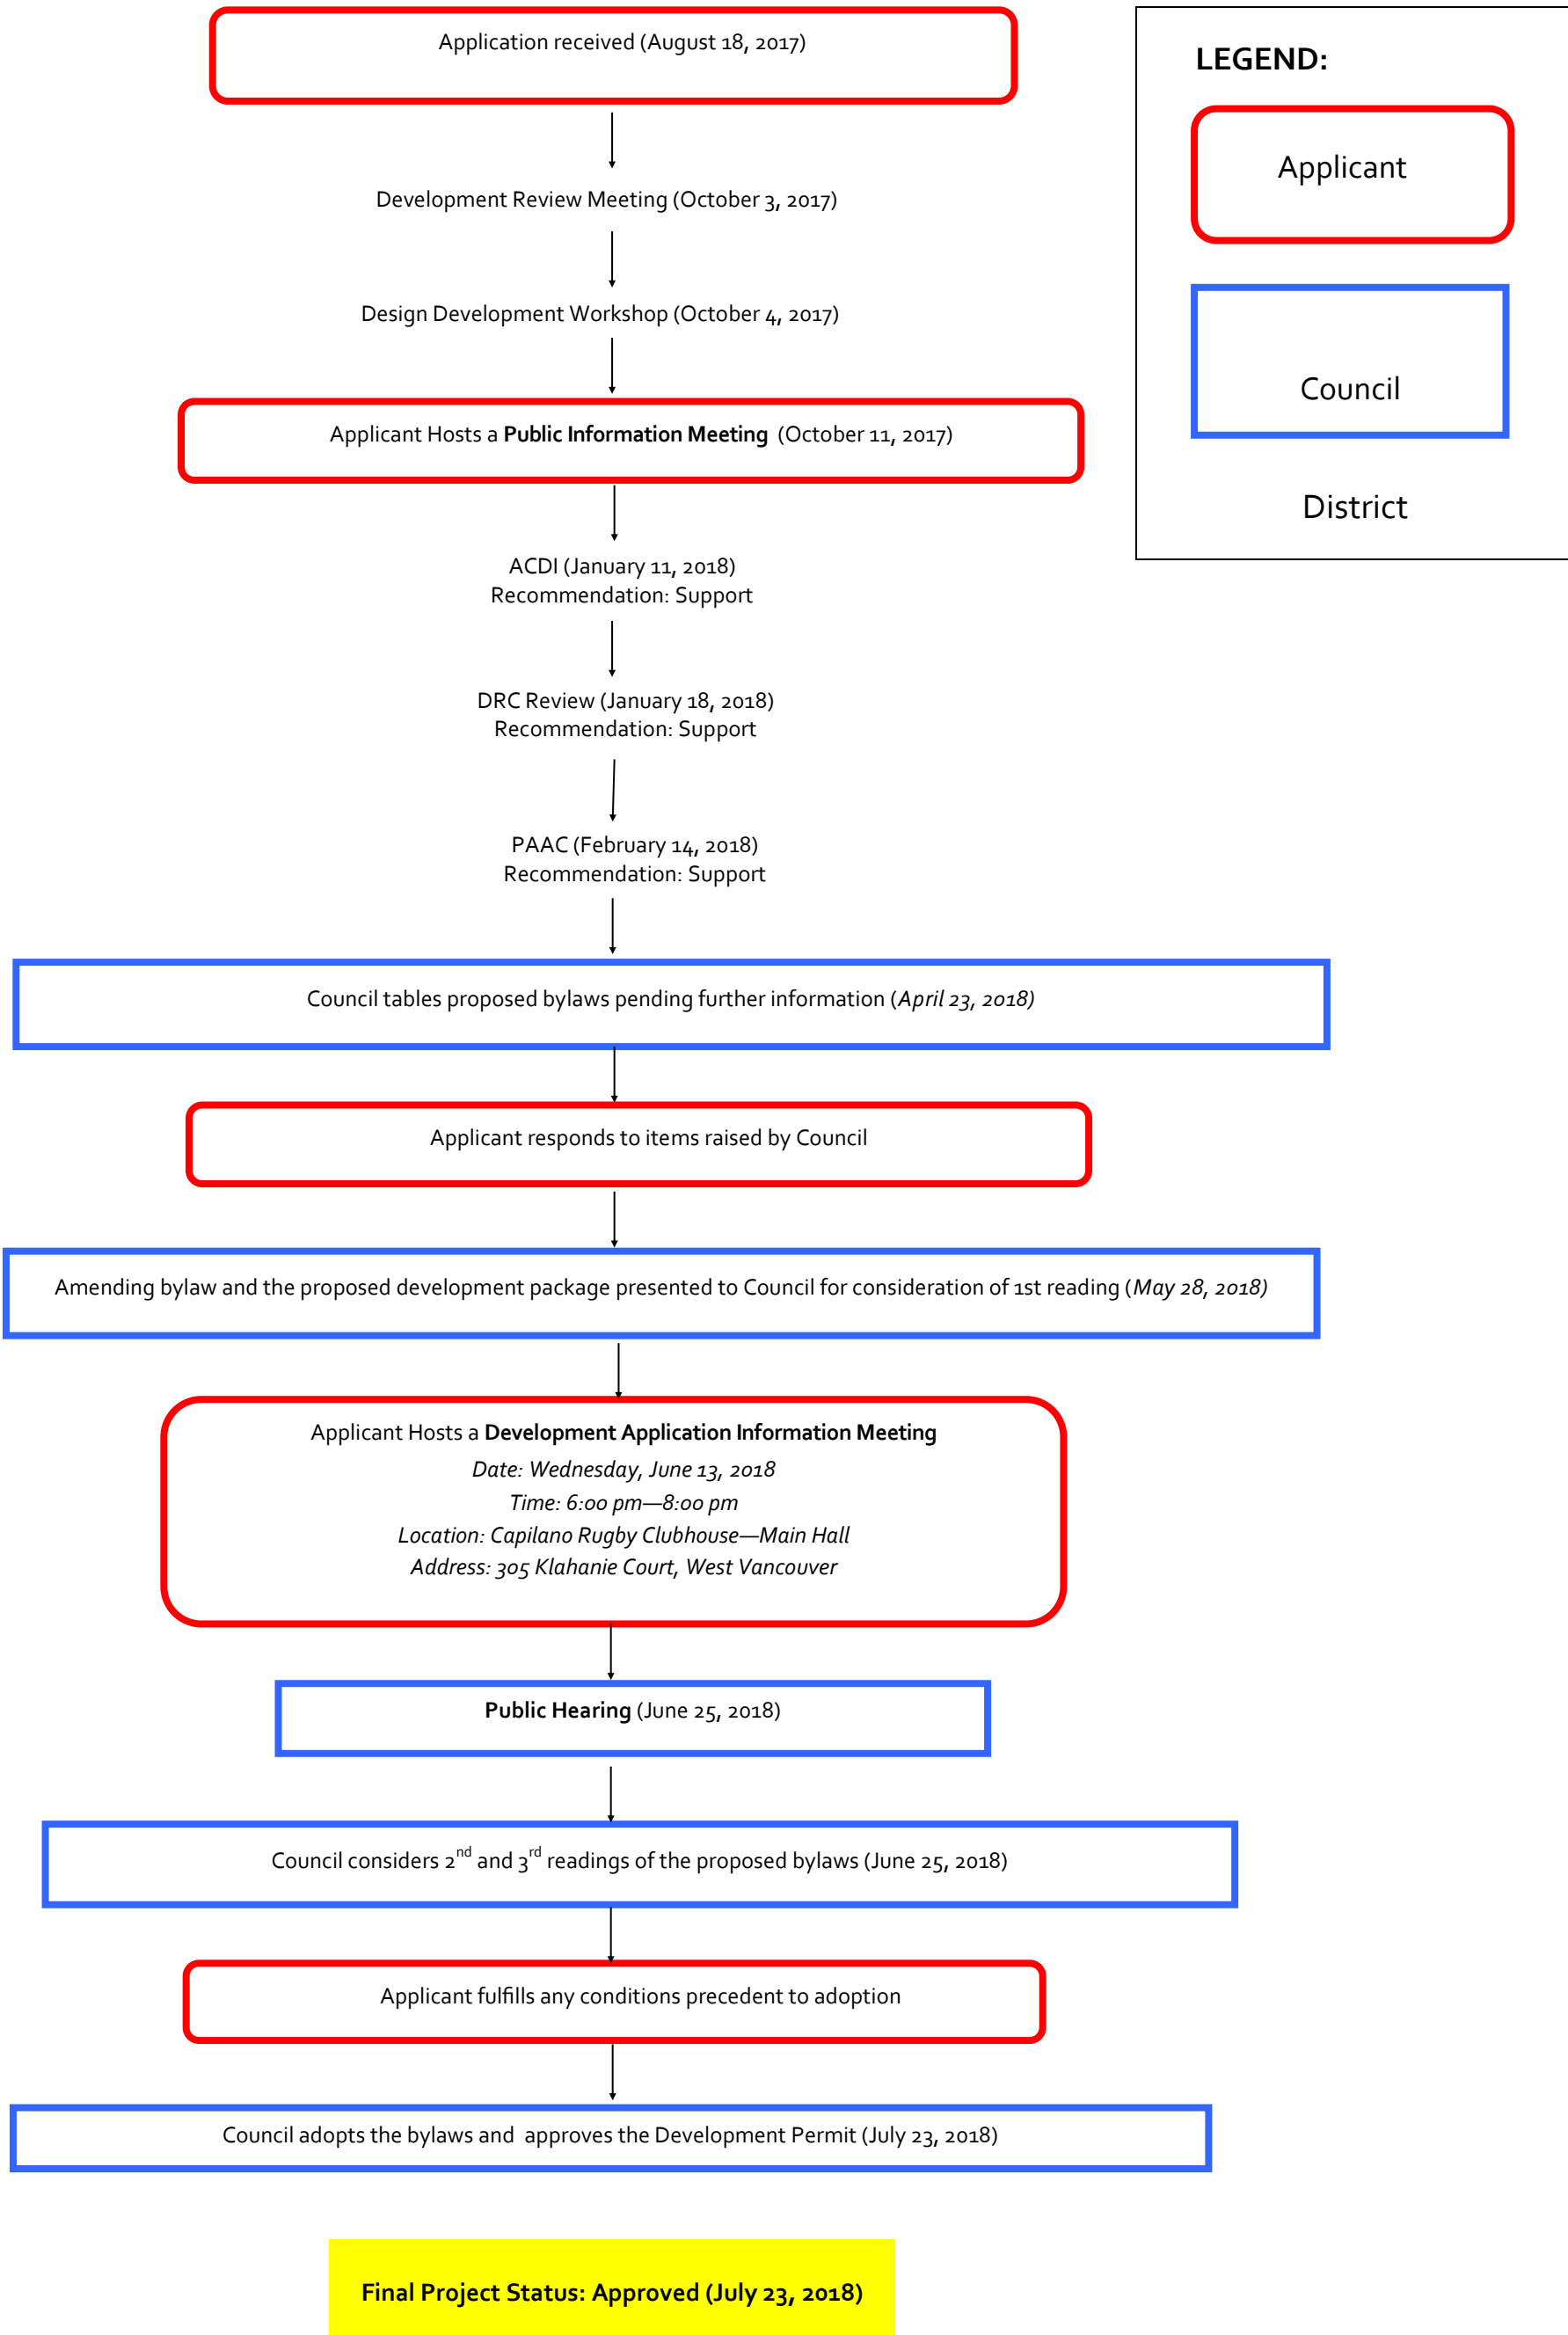 Application received (August 18, 2017)
LEGEND:
Applicant
Council
District
Development Review Meeting (October 3, 2017)
Design Development Workshop (October 4, 2017)
Applicant Hosts a Public Information Meeting (October 11, 2017)
ACDI (January 11, 2018)
Recommendation: Support
DRC Review (January 18, 2018)
Recommendation: Support
PAAC (February 14, 2018)
Recommendation: Support
Council tables proposed bylaws pending further information (April 23, 2018)
Applicant responds to items raised by Council
Amending bylaw and the proposed development package presented to Council for consideration of 1st reading (May 28, 2018)
Applicant Hosts a Development Application Information Meeting
Date: Wednesday, June 13, 2018
Time: 6:00 pm—8:00 pm
Location: Capilano Rugby Clubhouse—Main Hall
Address: 305 Klahanie Court, West Vancouver
Public Hearing (June 25, 2018)
Council considers 2nd and 3rd readings of the proposed bylaws (June 25, 2018)
Applicant fulfills any conditions precedent to adoption
Council adopts the bylaws and approves the Development Permit (July 23, 2018)
Final Project Status: Approved (July 23, 2018)